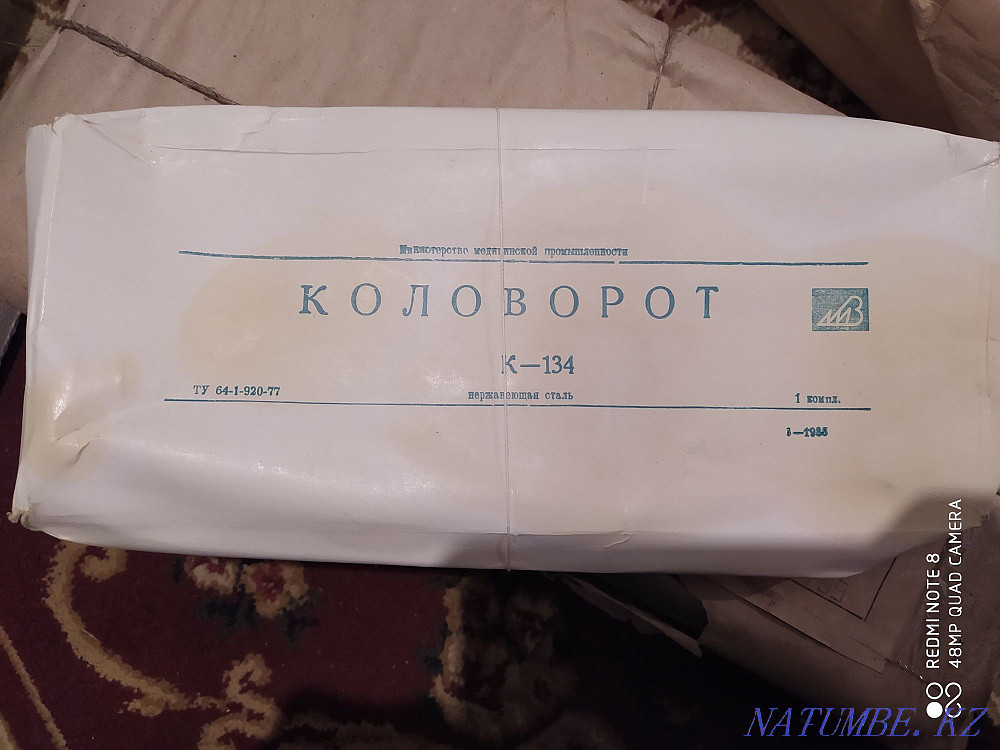 Министерство медицинской промышленности
КОЛОВОРОТ
К—134
ТУ 64-1-920-77
нержавеющая сталь
1 компл.
REDMI NOTE 8
48MP QUAD CAMERA
NATUMBE.KZ